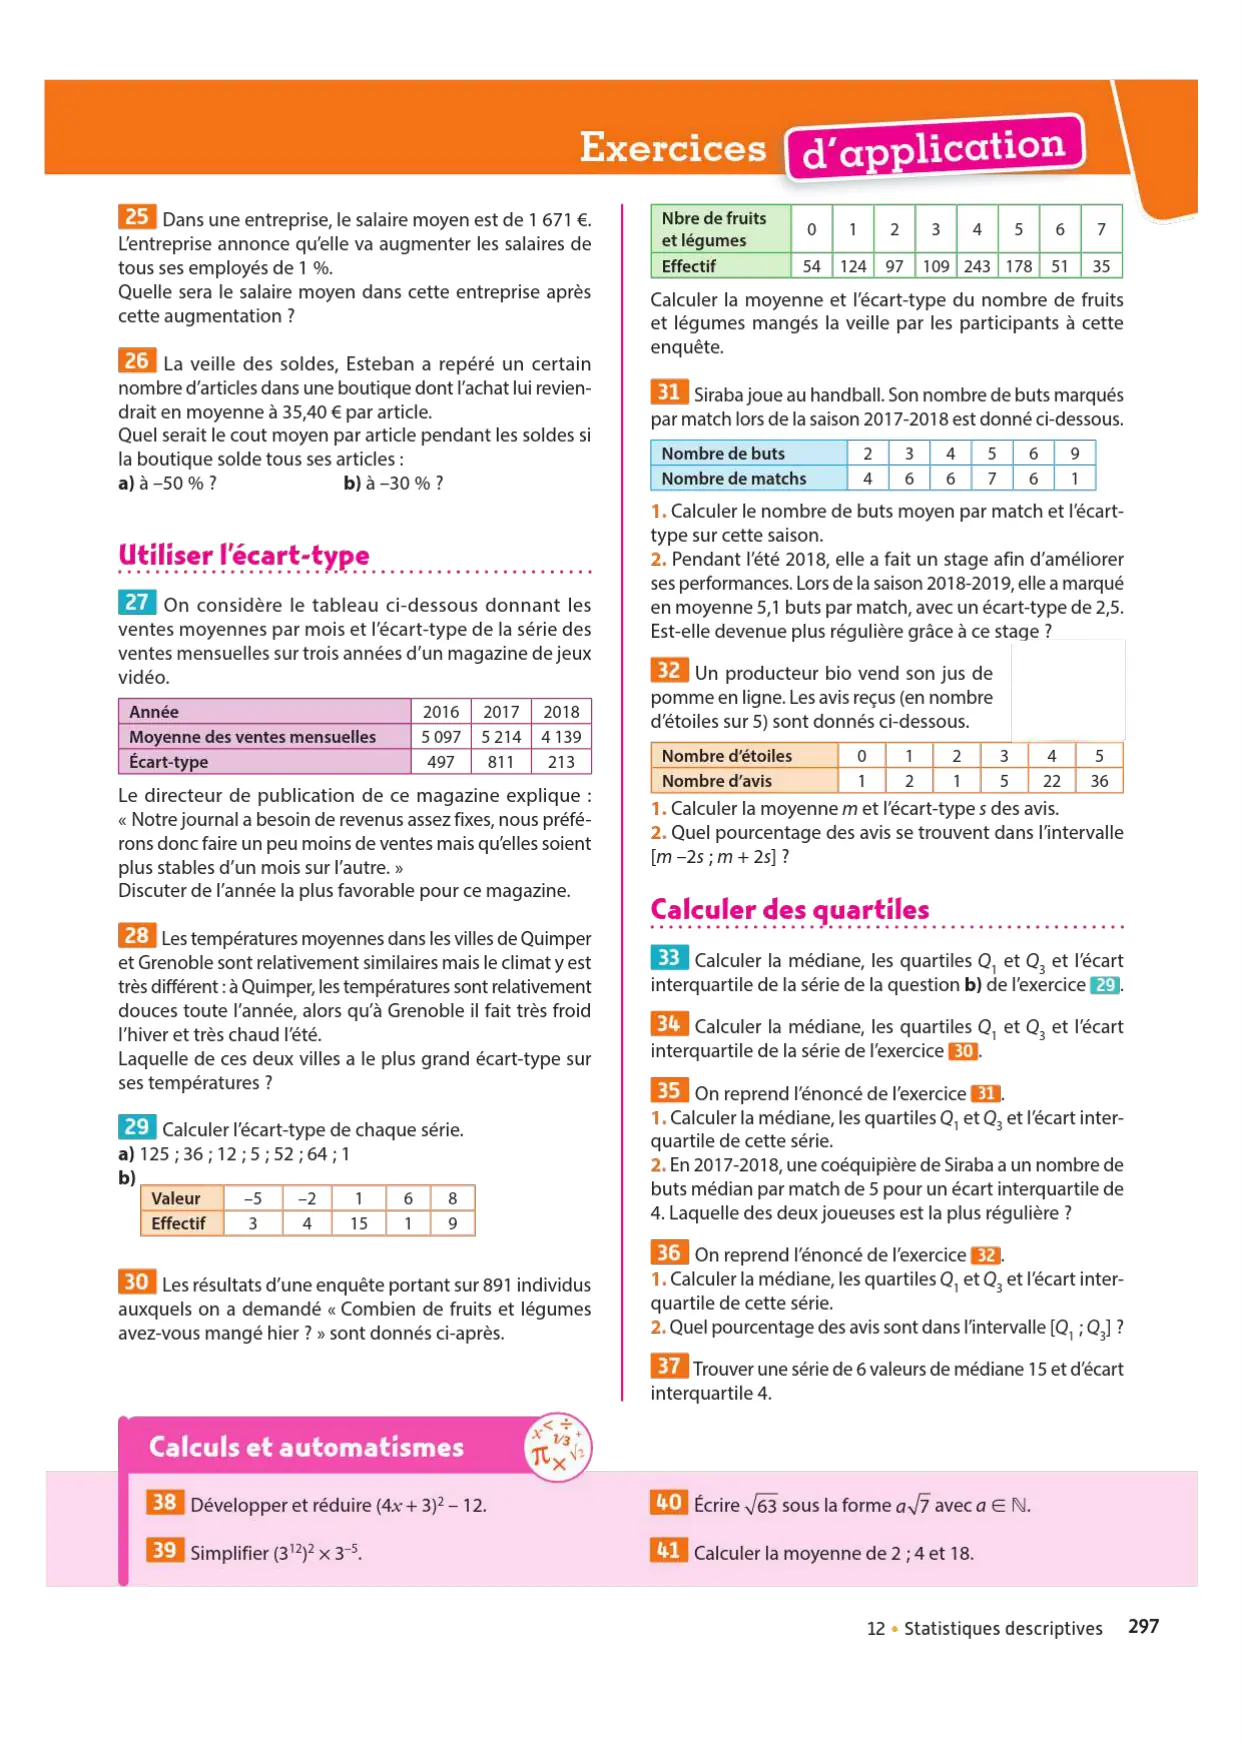 Exercices d'application
25 Dans une entreprise, le salaire moyen est de 1 671 €.
L'entreprise annonce qu'elle va augmenter les salaires de
tous ses employés de 1 %.
Quelle sera le salaire moyen dans cette entreprise après
cette augmentation ?
26 La veille des soldes, Esteban a repéré un certain
nombre d'articles dans une boutique dont l'achat lui revien-
drait en moyenne à 35,40 € par article.
Quel serait le cout moyen par article pendant les soldes si
la boutique solde tous ses articles :
a) à –50 % ? b) à –30 % ?
Utiliser l'écart-type
27 On considère le tableau ci-dessous donnant les
ventes moyennes par mois et l'écart-type de la série des
ventes mensuelles sur trois années d'un magazine de jeux
vidéo.
Année 2016 2017 2018
Moyenne des ventes mensuelles 5 097 5 214 4 139
Écart-type 497 811 213
Le directeur de publication de ce magazine explique :
« Notre journal a besoin de revenus assez fixes, nous préfé-
rons donc faire un peu moins de ventes mais qu'elles soient
plus stables d'un mois sur l'autre. »
Discuter de l'année la plus favorable pour ce magazine.
28 Les températures moyennes dans les villes de Quimper
et Grenoble sont relativement similaires mais le climat y est
très différent : à Quimper, les températures sont relativement
douces toute l'année, alors qu'à Grenoble il fait très froid
l'hiver et très chaud l'été.
Laquelle de ces deux villes a le plus grand écart-type sur
ses températures ?
29 Calculer l'écart-type de chaque série.
a) 125 ; 36 ; 12 ; 5 ; 52 ; 64 ; 1
b)
Valeur –5 –2 1 6 8
Effectif 3 4 15 1 9
30 Les résultats d'une enquête portant sur 891 individus
auxquels on a demandé « Combien de fruits et légumes
avez-vous mangé hier ? » sont donnés ci-après.
Nbre de fruits
et légumes 0 1 2 3 4 5 6 7
Effectif 54 124 97 109 243 178 51 35
Calculer la moyenne et l'écart-type du nombre de fruits
et légumes mangés la veille par les participants à cette
enquête.
31 Siraba joue au handball. Son nombre de buts marqués
par match lors de la saison 2017-2018 est donné ci-dessous.
Nombre de buts 2 3 4 5 6 9
Nombre de matchs 4 6 6 7 6 1
1. Calculer le nombre de buts moyen par match et l'écart-
type sur cette saison.
2. Pendant l'été 2018, elle a fait un stage afin d'améliorer
ses performances. Lors de la saison 2018-2019, elle a marqué
en moyenne 5,1 buts par match, avec un écart-type de 2,5.
Est-elle devenue plus régulière grâce à ce stage ?
32 Un producteur bio vend son jus de
pomme en ligne. Les avis reçus (en nombre
d'étoiles sur 5) sont donnés ci-dessous.
Nombre d'étoiles 0 1 2 3 4 5
Nombre d'avis 1 2 1 5 22 36
1. Calculer la moyenne m et l'écart-type s des avis.
2. Quel pourcentage des avis se trouvent dans l'intervalle
[m –2s ; m + 2s] ?
Calculer des quartiles
33 Calculer la médiane, les quartiles Q1 et Q3 et l'écart
interquartile de la série de la question b) de l'exercice 29.
34 Calculer la médiane, les quartiles Q1 et Q3 et l'écart
interquartile de la série de l'exercice 30.
35 On reprend l'énoncé de l'exercice 31.
1. Calculer la médiane, les quartiles Q1 et Q3 et l'écart inter-
quartile de cette série.
2. En 2017-2018, une coéquipière de Siraba a un nombre de
buts médian par match de 5 pour un écart interquartile de
4. Laquelle des deux joueuses est la plus régulière ?
36 On reprend l'énoncé de l'exercice 32.
1. Calculer la médiane, les quartiles Q1 et Q3 et l'écart inter-
quartile de cette série.
2. Quel pourcentage des avis sont dans l'intervalle [Q1 ; Q3] ?
37 Trouver une série de 6 valeurs de médiane 15 et d'écart
interquartile 4.
Calculs et automatismes
38 Développer et réduire (4x + 3)² – 12.
39 Simplifier (3¹²)² × 3⁻⁵.
40 Écrire √63 sous la forme a√7 avec a ∈ ℕ.
41 Calculer la moyenne de 2 ; 4 et 18.
12 • Statistiques descriptives 297